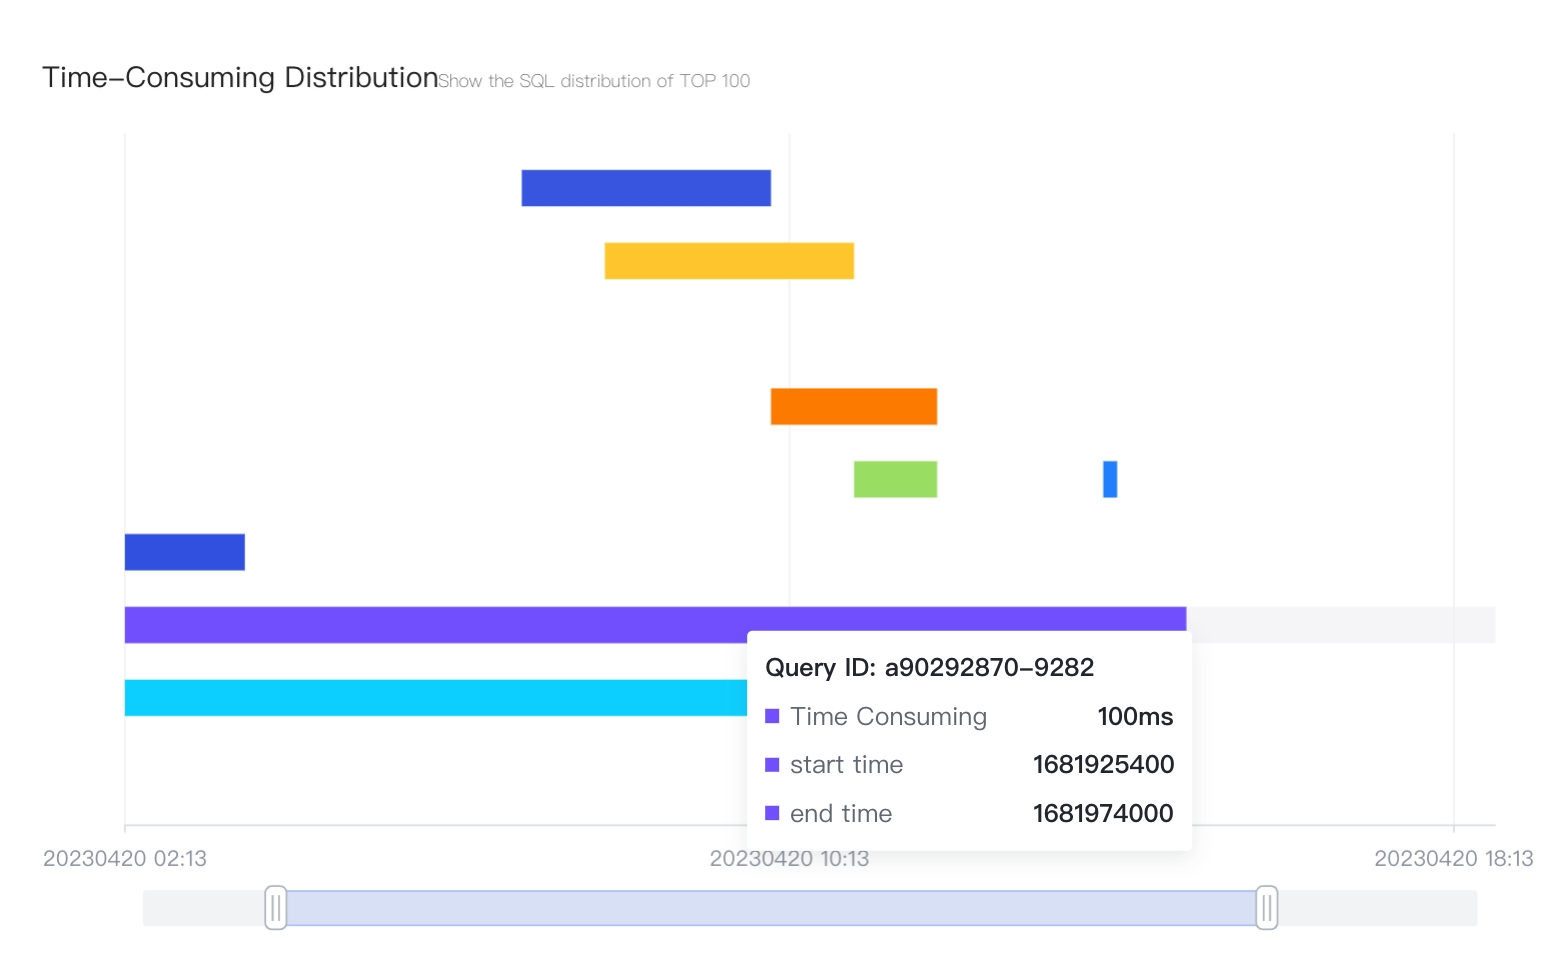 Time-Consuming Distribution Show the SQL distribution of TOP 100
Query ID: a90292870-9282
Time Consuming 100ms
start time 1681925400
end time 1681974000
20230420 02:13 20230420 10:13 20230420 18:13